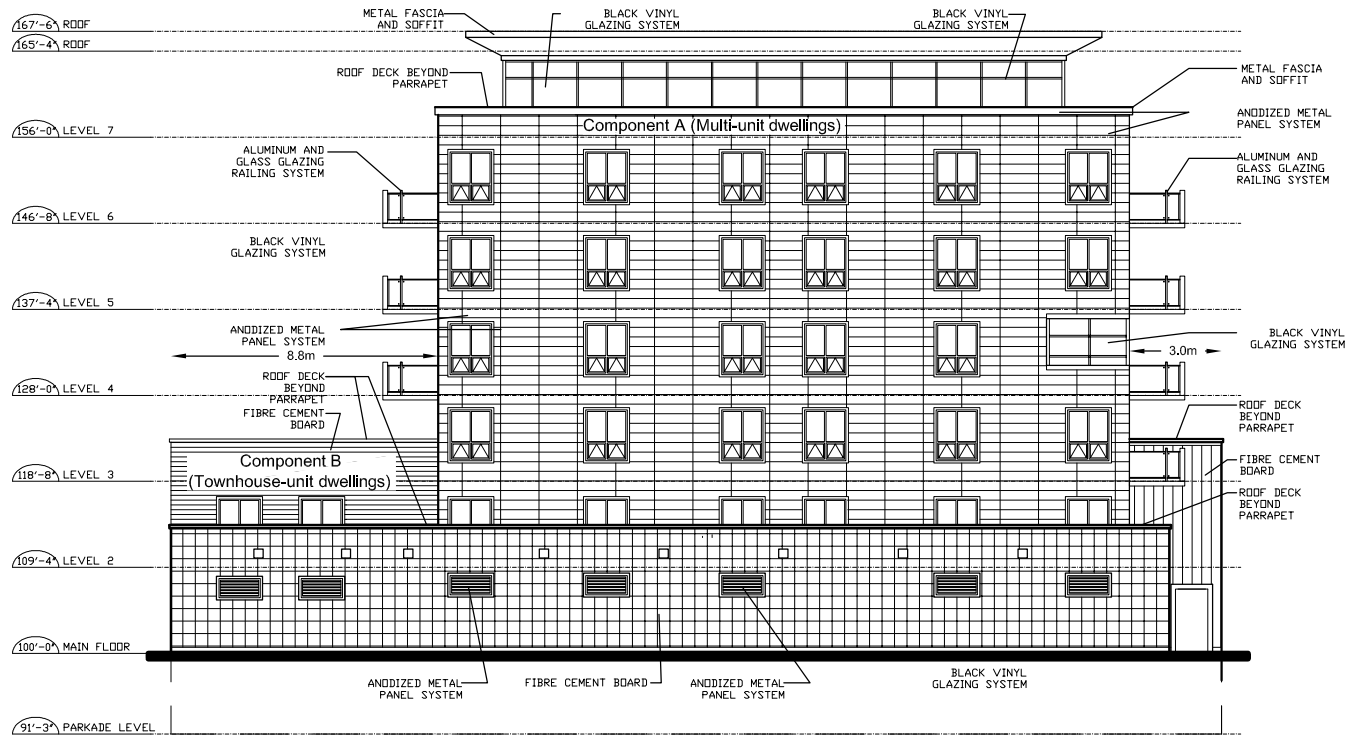 167'-6" ROOF
165'-4" ROOF
METAL FASCIA
AND SOFFIT
BLACK VINYL
GLAZING SYSTEM
BLACK VINYL
GLAZING SYSTEM
ROOF DECK BEYOND
PARRAPET
METAL FASCIA
AND SOFFIT
156'-0" LEVEL 7
Component A (Multi-unit dwellings)
ANODIZED METAL
PANEL SYSTEM
ALUMINUM AND
GLASS GLAZING
RAILING SYSTEM
ALUMINUM AND
GLASS GLAZING
RAILING SYSTEM
146'-8" LEVEL 6
BLACK VINYL
GLAZING SYSTEM
137'-4" LEVEL 5
ANODIZED METAL
PANEL SYSTEM
BLACK VINYL
GLAZING SYSTEM
8.8m
3.0m
ROOF DECK
BEYOND
PARRAPET
128'-0" LEVEL 4
FIBRE CEMENT
BOARD
ROOF DECK
BEYOND
PARRAPET
Component B
(Townhouse-unit dwellings)
118'-8" LEVEL 3
FIBRE CEMENT
BOARD
ROOF DECK
BEYOND
PARRAPET
109'-4" LEVEL 2
100'-0" MAIN FLOOR
ANODIZED METAL
PANEL SYSTEM
FIBRE CEMENT BOARD
ANODIZED METAL
PANEL SYSTEM
BLACK VINYL
GLAZING SYSTEM
91'-3" PARKADE LEVEL